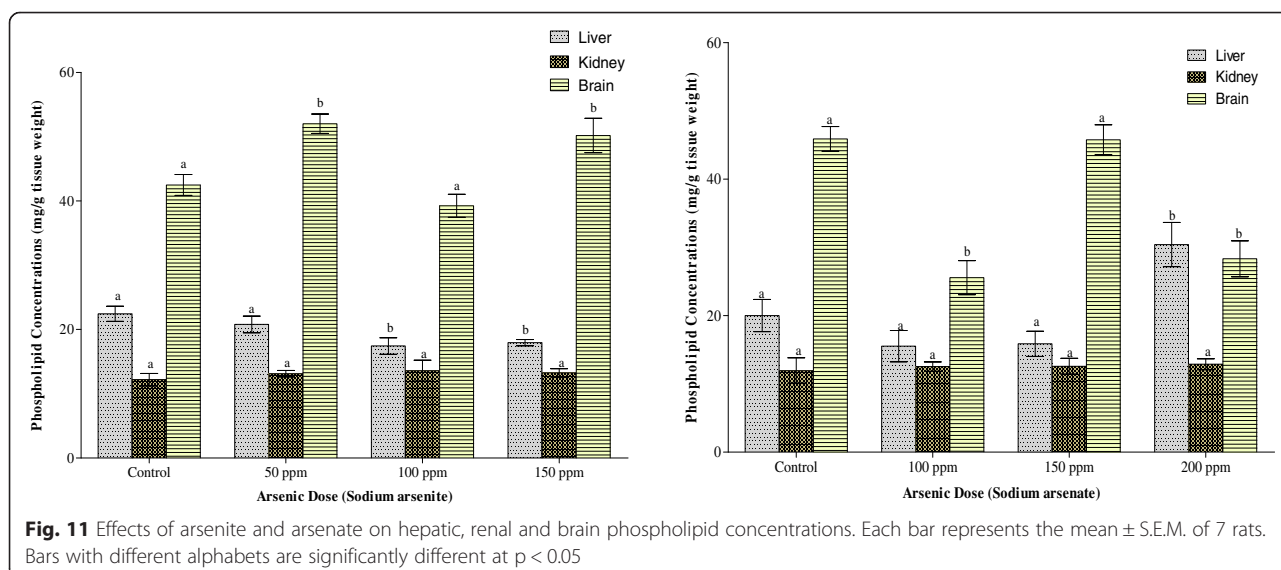 Liver
Kidney
Brain
60
40
20
0
Phospholipid Concentrations (mg/g tissue weight)
a
a
a
a
a
b
b
a
a
b
a
b
Control
50 ppm
100 ppm
150 ppm
Arsenic Dose (Sodium arsenite)
Liver
Kidney
Brain
60
40
20
0
Phospholipid Concentrations (mg/g tissue weight)
a
a
a
a
a
b
a
a
a
b
a
b
Control
100 ppm
150 ppm
200 ppm
Arsenic Dose (Sodium arsenate)
Fig. 11 Effects of arsenite and arsenate on hepatic, renal and brain phospholipid concentrations. Each bar represents the mean ± S.E.M. of 7 rats.
Bars with different alphabets are significantly different at p < 0.05